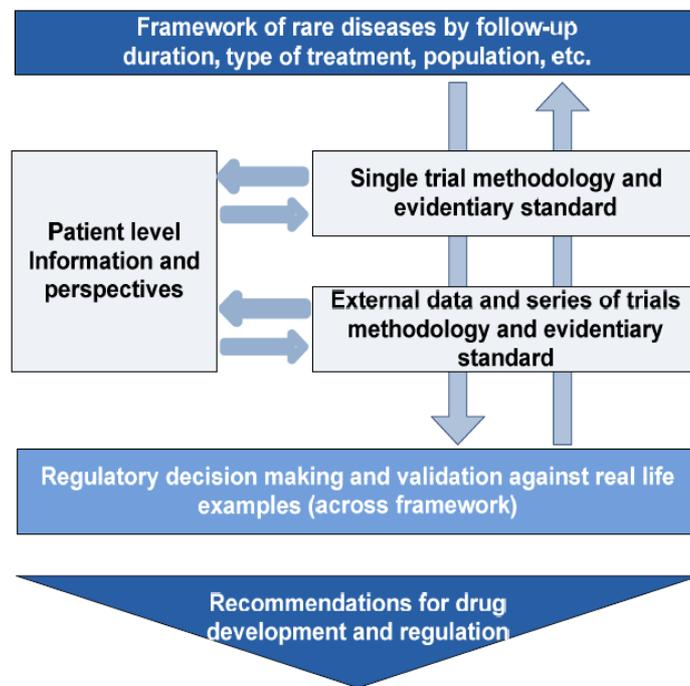 Framework of rare diseases by follow-up
duration, type of treatment, population, etc.
Single trial methodology and
evidentiary standard
Patient level
Information and
perspectives
External data and series of trials
methodology and evidentiary
standard
Regulatory decision making and validation against real life
examples (across framework)
Recommendations for drug
development and regulation